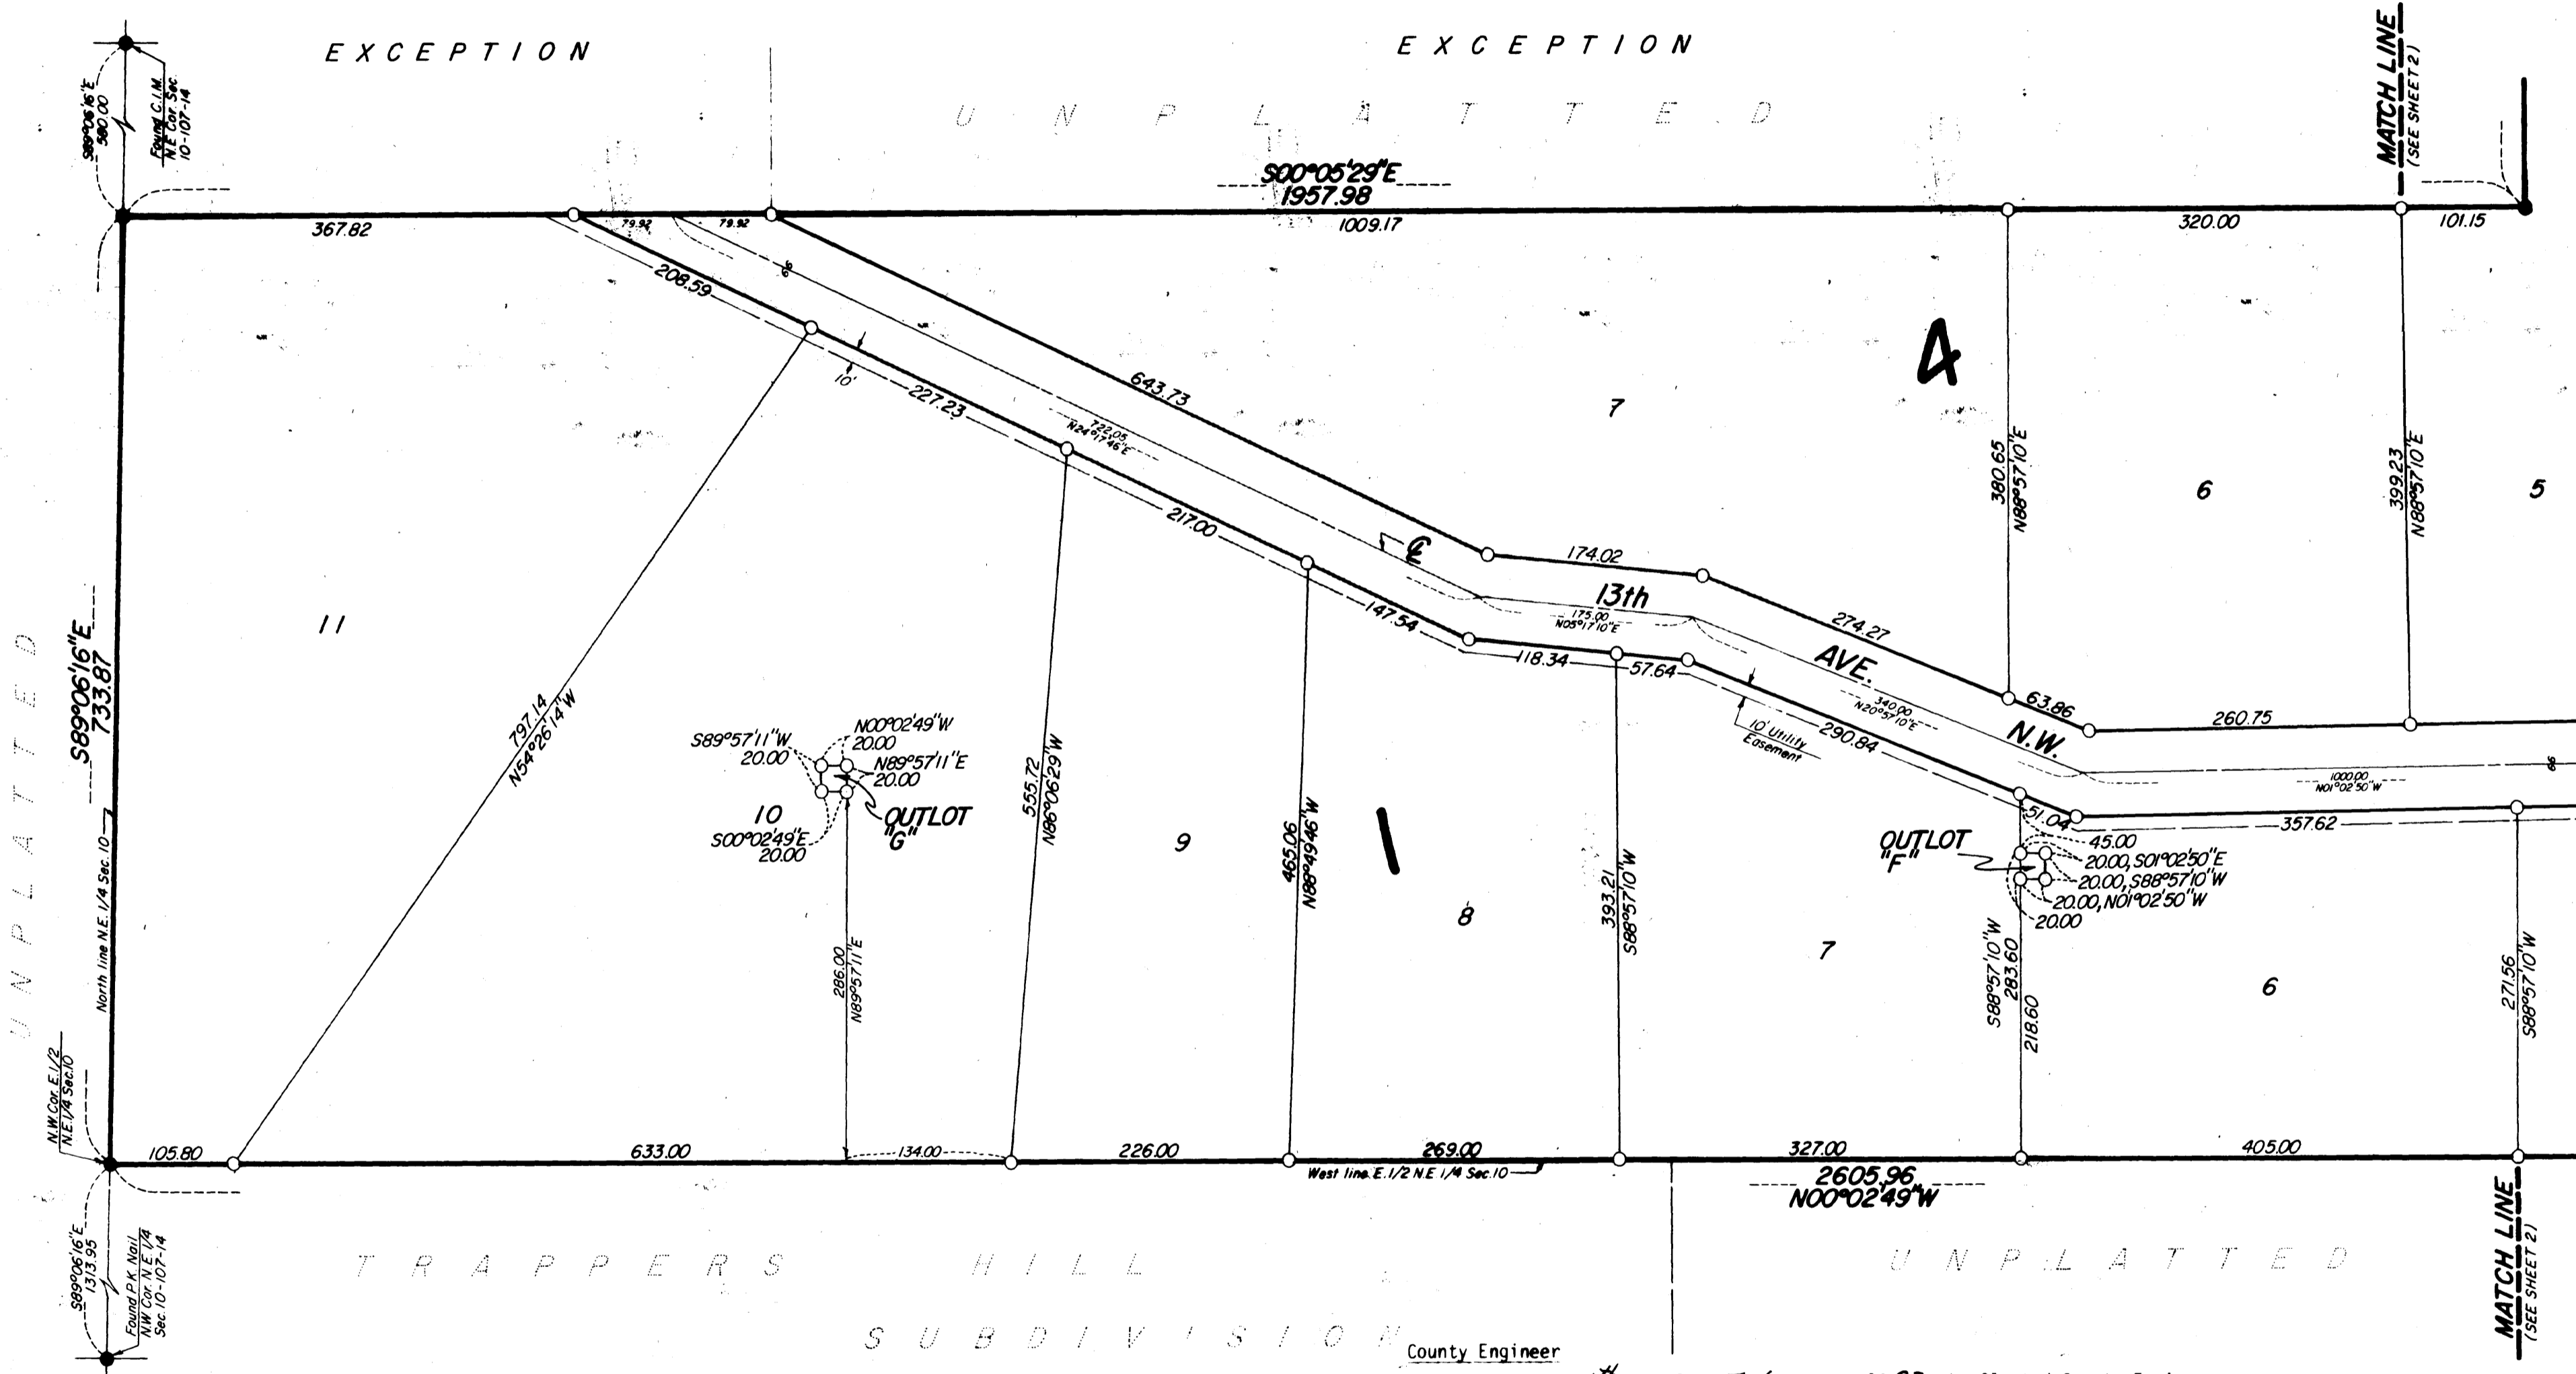 EXCEPTION
EXCEPTION
UNPLATTED
MATCH LINE
(SEE SHEET 2)
S89°06'16"E
580.00
Found C.I.M.
N.E. Cor. Sec.
10-107-14
S00°05'29"E
1957.98
367.82
79.92
79.92
1009.17
320.00
101.15
66
208.59
10'
227.23
643.73
722.05
N24°17'46"E
7
4
380.65
N88°57'10"E
6
399.23
N88°57'10"E
5
217.00
℄
174.02
13th
175.00
N05°17'10"E
147.54
118.34
57.64
274.27
AVE.
340.00
N20°57'10"E
N.W.
63.86
260.75
1000.00
N01°02'50"W
66
10' Utility
Easement
290.84
51.04
357.62
UNPLATTED
S89°06'16"E
733.87
North line N.E. 1/4 Sec. 10
11
797.14
N54°26'14"W
S89°57'11"W
20.00
N00°02'49"W
20.00
N89°57'11"E
20.00
10
OUTLOT
"G"
S00°02'49"E
20.00
286.00
N89°57'11"E
555.72
N86°06'29"W
9
465.06
N88°49'46"W
1
8
393.21
S88°57'10"W
7
OUTLOT
"F"
45.00
20.00, S01°02'50"E
20.00, S88°57'10"W
20.00, N01°02'50"W
20.00
S88°57'10"W
283.60
218.60
6
271.56
S88°57'10"W
N.W. Cor. E. 1/2
N.E. 1/4 Sec. 10
105.80
633.00
134.00
226.00
269.00
327.00
405.00
West line E. 1/2 N.E. 1/4 Sec. 10
2605.96
N00°02'49"W
S89°06'16"E
1313.95
Found P.K. Nail
N.W. Cor. N.E. 1/4
Sec. 10-107-14
TRAPPERS HILL
SUBDIVISION
UNPLATTED
MATCH LINE
(SEE SHEET 2)
County Engineer